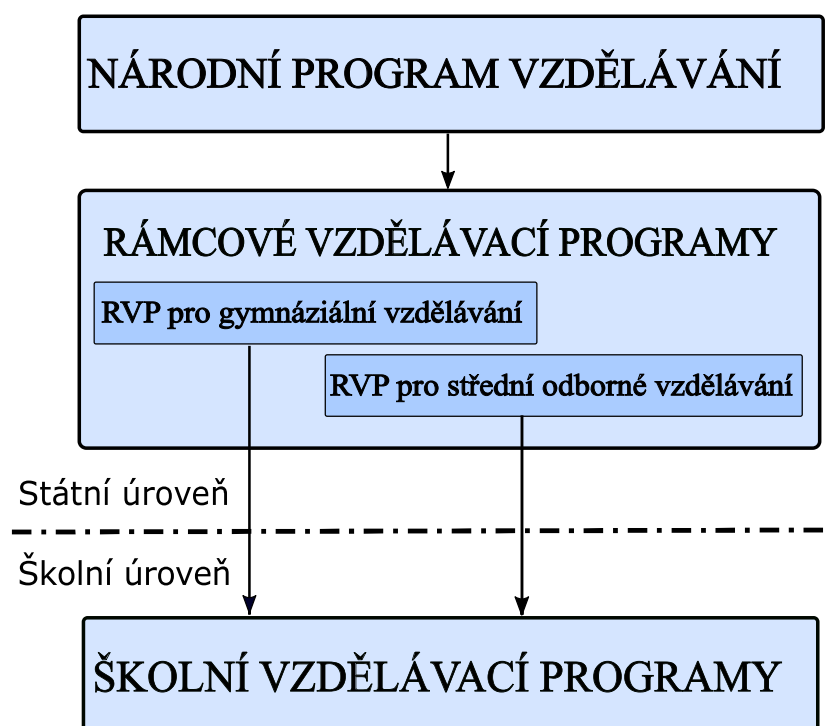 NÁRODNÍ PROGRAM VZDĚLÁVÁNÍ
RÁMCOVÉ VZDĚLÁVACÍ PROGRAMY
RVP pro gymnáziální vzdělávání
RVP pro střední odborné vzdělávání
Státní úroveň
Školní úroveň
ŠKOLNÍ VZDĚLÁVACÍ PROGRAMY